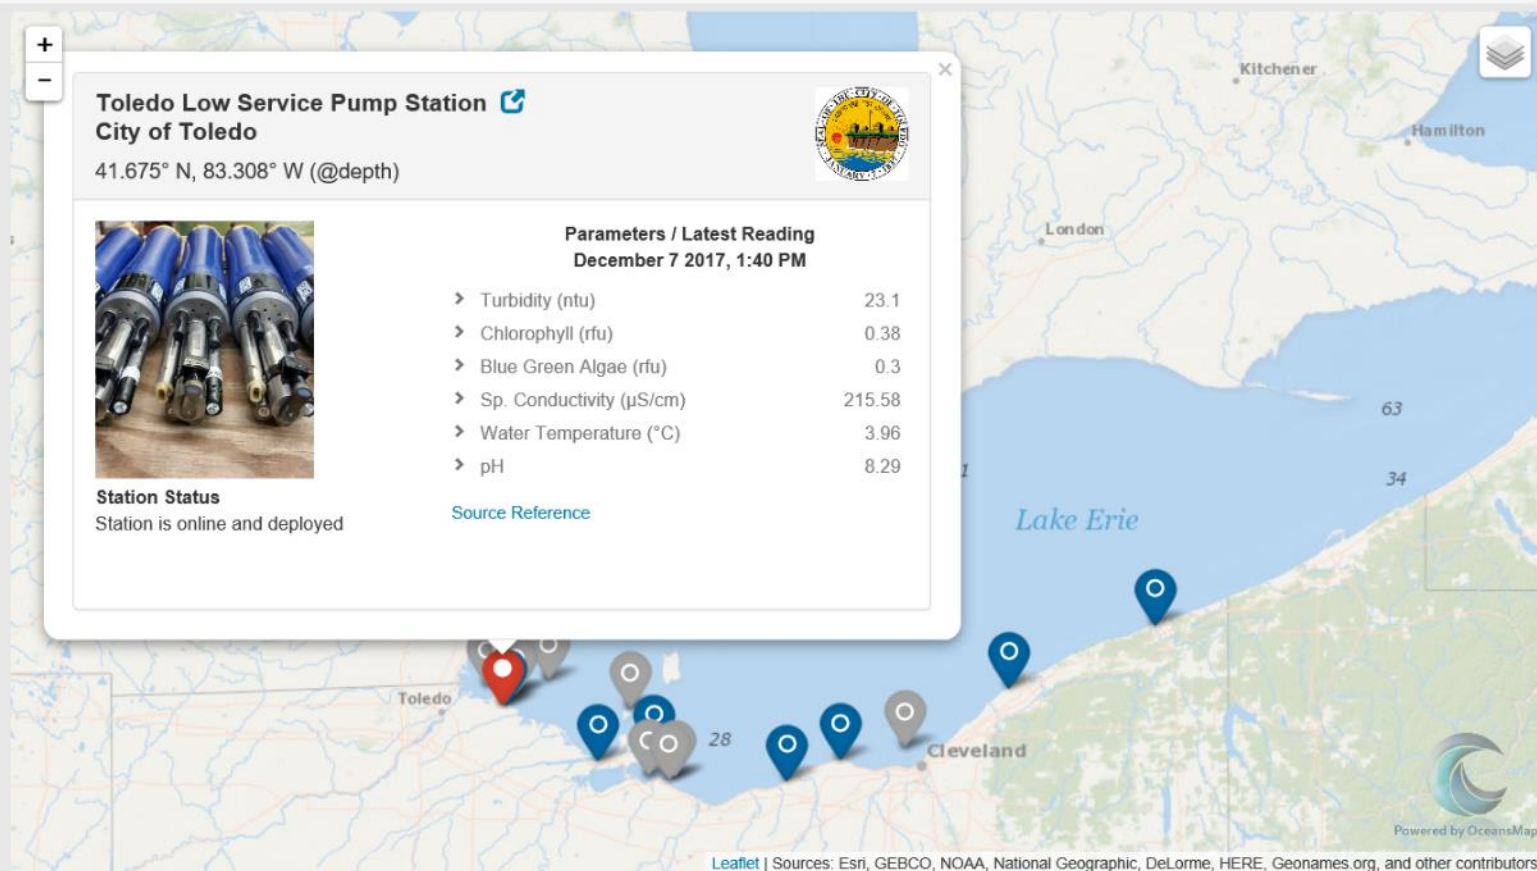 +
−
×
Toledo Low Service Pump Station
City of Toledo
41.675° N, 83.308° W (@depth)
Parameters / Latest Reading
December 7 2017, 1:40 PM
Turbidity (ntu) 23.1
Chlorophyll (rfu) 0.38
Blue Green Algae (rfu) 0.3
Sp. Conductivity (µS/cm) 215.58
Water Temperature (°C) 3.96
pH 8.29
Source Reference
Station Status
Station is online and deployed
Kitchener
Hamilton
London
63
34
Lake Erie
Toledo
28
Cleveland
Powered by OceansMap
Leaflet | Sources: Esri, GEBCO, NOAA, National Geographic, DeLorme, HERE, Geonames.org, and other contributors